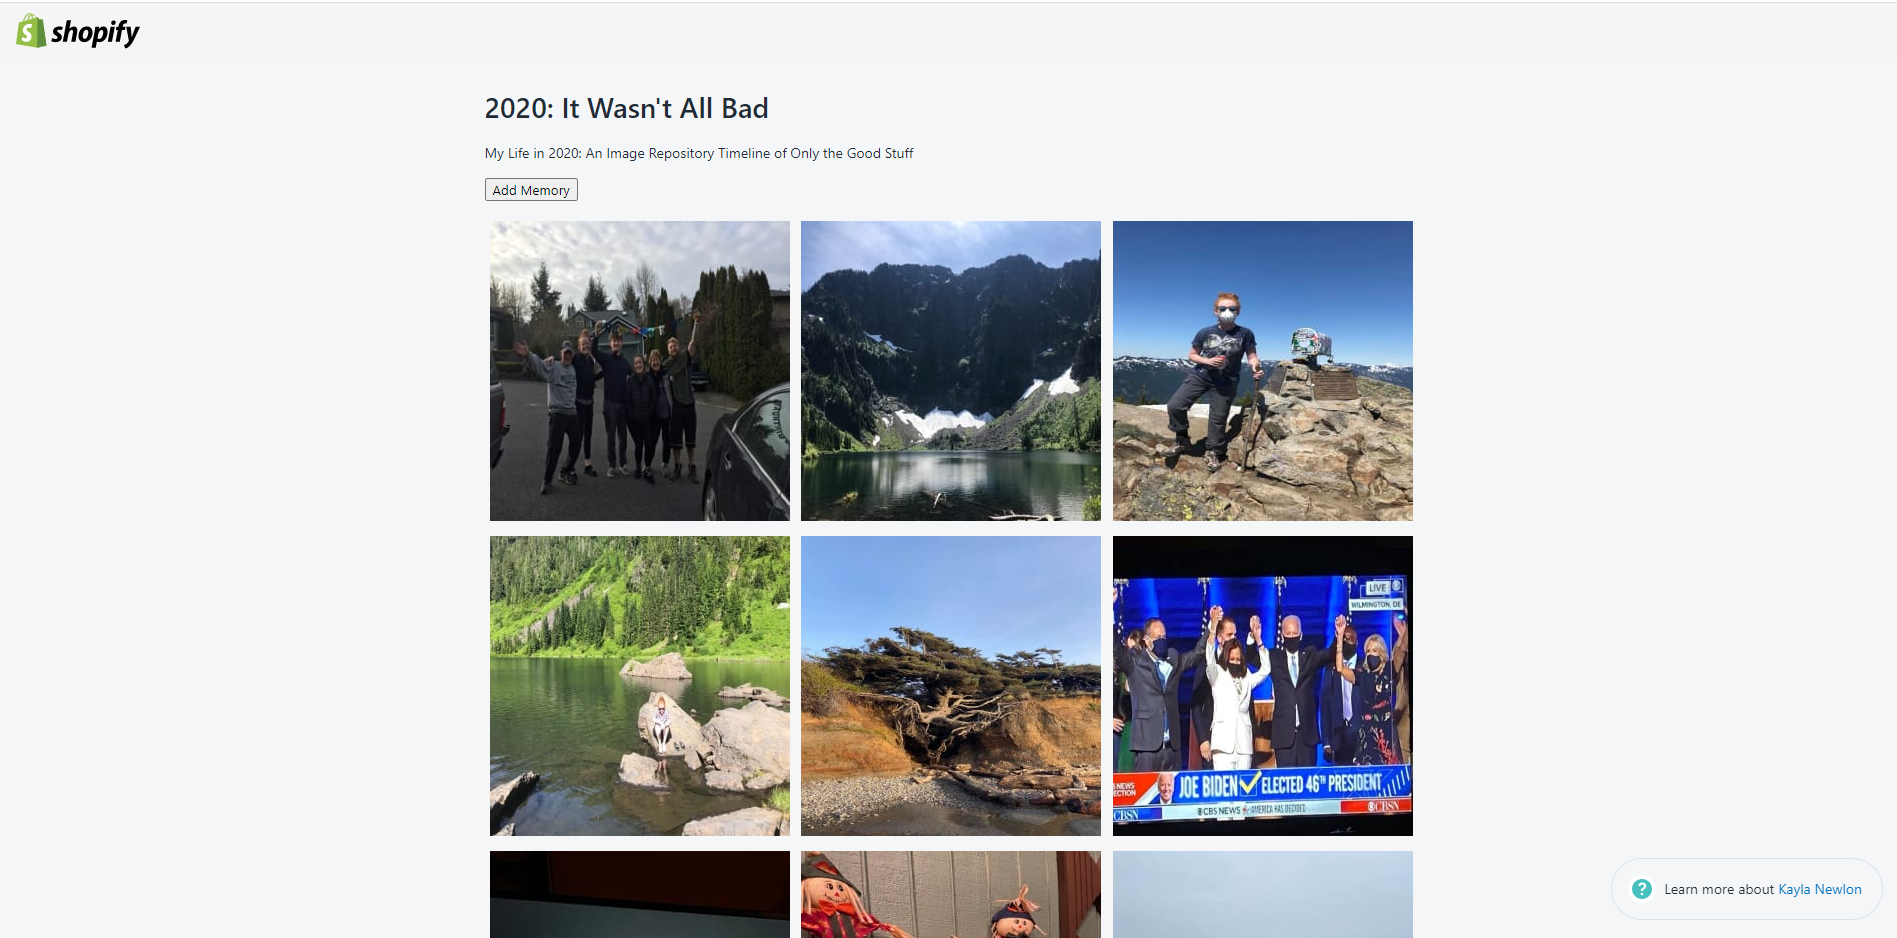 shopify
2020: It Wasn't All Bad
My Life in 2020: An Image Repository Timeline of Only the Good Stuff
Add Memory
LIVE
WILMINGTON, DE
NEWS
JOE BIDEN ELECTED 46TH PRESIDENT
CBSN
CBS NEWS
AMERICA HAS DECIDED
CBSN
? Learn more about Kayla Newlon